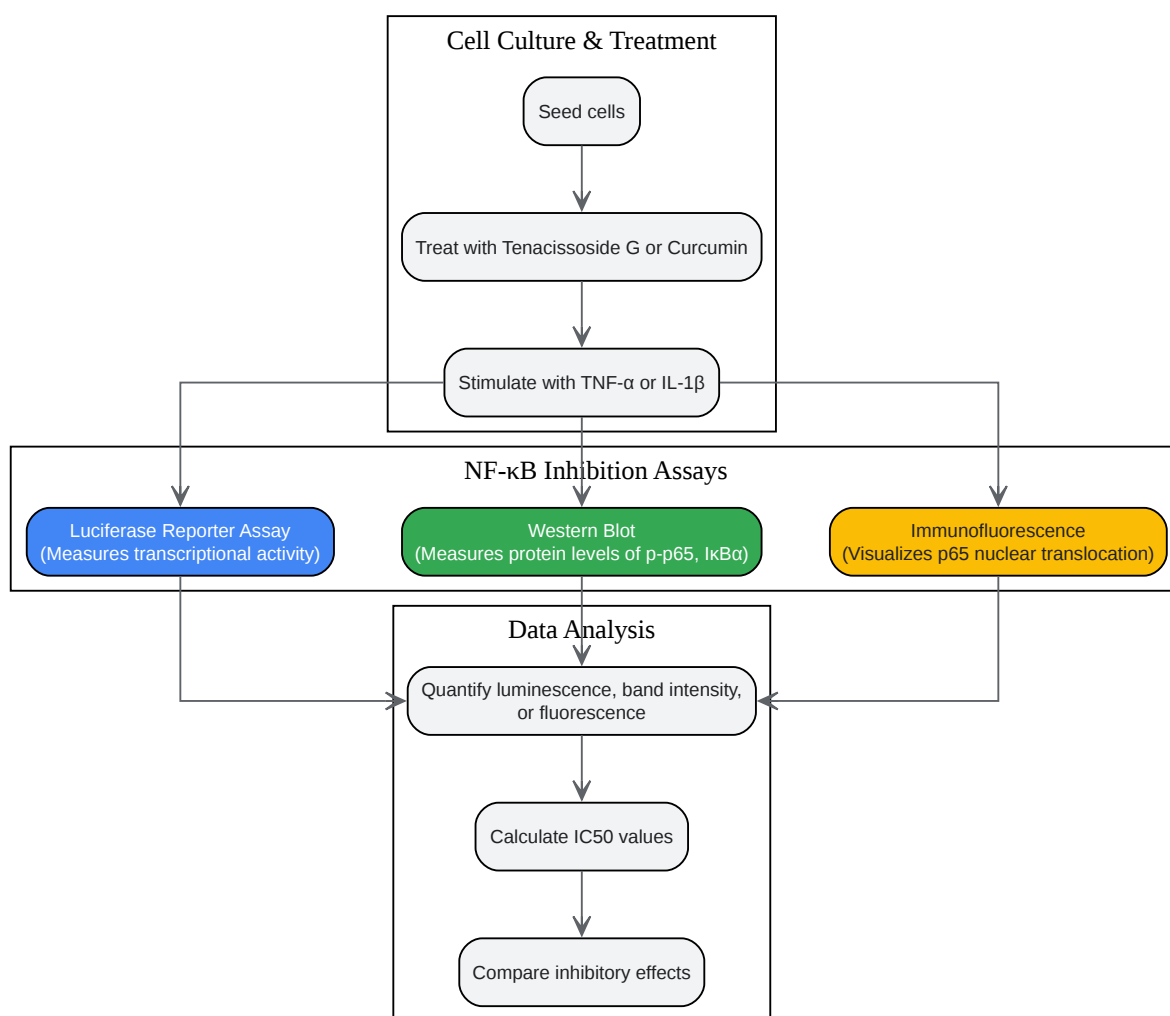 Cell Culture & Treatment
Seed cells
Treat with Tenacissoside G or Curcumin
Stimulate with TNF-α or IL-1β
NF-κB Inhibition Assays
Luciferase Reporter Assay
(Measures transcriptional activity)
Western Blot
(Measures protein levels of p-p65, IκBα)
Immunofluorescence
(Visualizes p65 nuclear translocation)
Data Analysis
Quantify luminescence, band intensity,
or fluorescence
Calculate IC50 values
Compare inhibitory effects